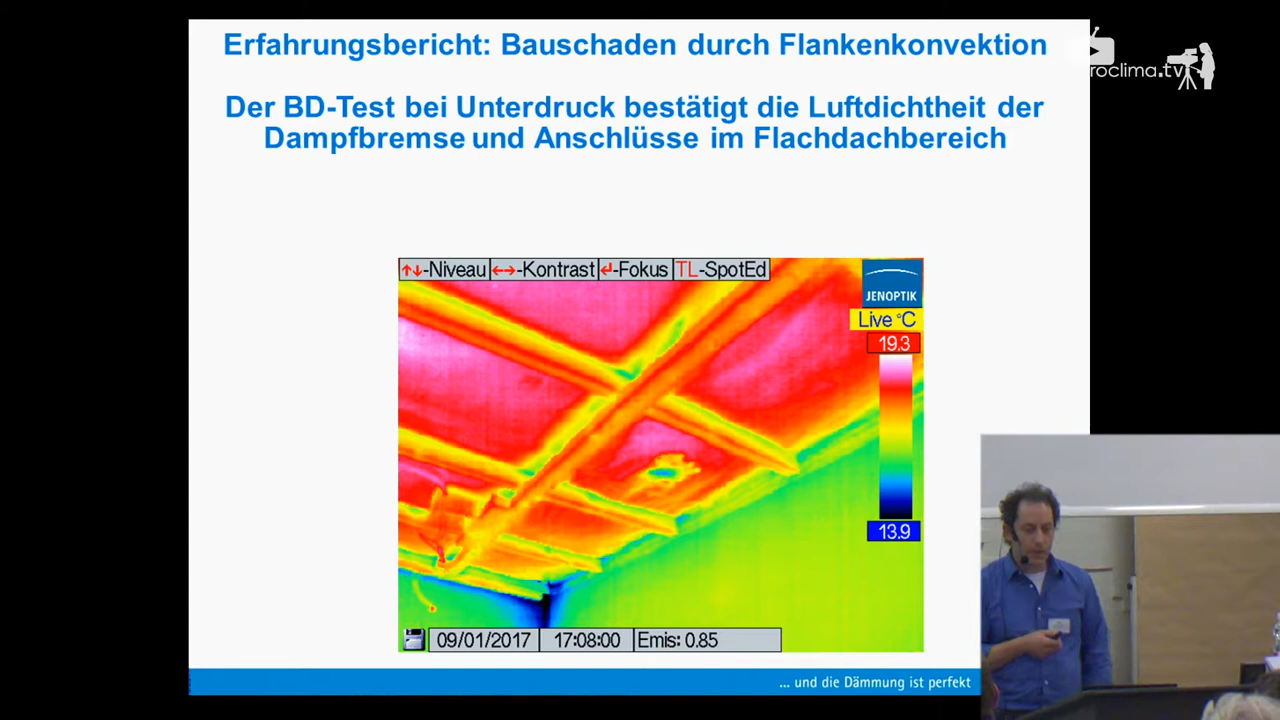 Erfahrungsbericht: Bauschaden durch Flankenkonvektion
Der BD-Test bei Unterdruck bestätigt die Luftdichtheit der
Dampfbremse und Anschlüsse im Flachdachbereich
roclima.tv
↑↓-Niveau ←→-Kontrast ↵-Fokus TL-SpotEd
JENOPTIK
Live °C
19.3
13.9
09/01/2017 17:08:00 Emis: 0.85
... und die Dämmung ist perfekt